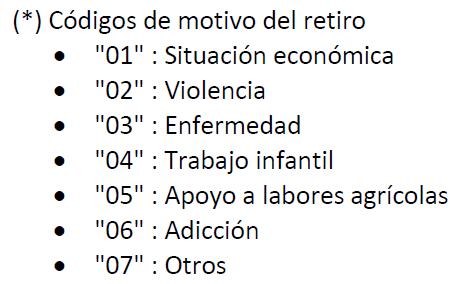 (*) Códigos de motivo del retiro
• "01" : Situación económica
• "02" : Violencia
• "03" : Enfermedad
• "04" : Trabajo infantil
• "05" : Apoyo a labores agrícolas
• "06" : Adicción
• "07" : Otros